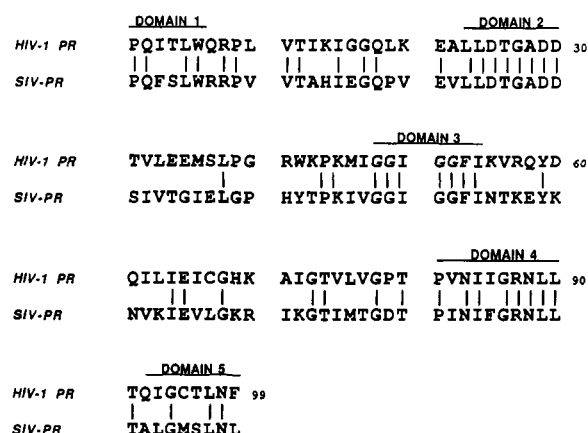 DOMAIN 1 DOMAIN 2
HIV-1 PR PQITLWQRPL VTIKIGGQLK EALLDTGADD 30
SIV-PR PQFSLWRRPV VTAHIEGQPV EVLLDTGADD
DOMAIN 3
HIV-1 PR TVLEEMSLPG RWKPKMIGGI GGFIKVRQYD 60
SIV-PR SIVTGIELGP HYTPKIVGGI GGFINTKEYK
DOMAIN 4
HIV-1 PR QILIEICGHK AIGTVLVGPT PVNIIGRNLL 90
SIV-PR NVKIEVLGKR IKGTIMTGDT PINIFGRNLL
DOMAIN 5
HIV-1 PR TQIGCTLNF 99
SIV-PR TALGMSLNL